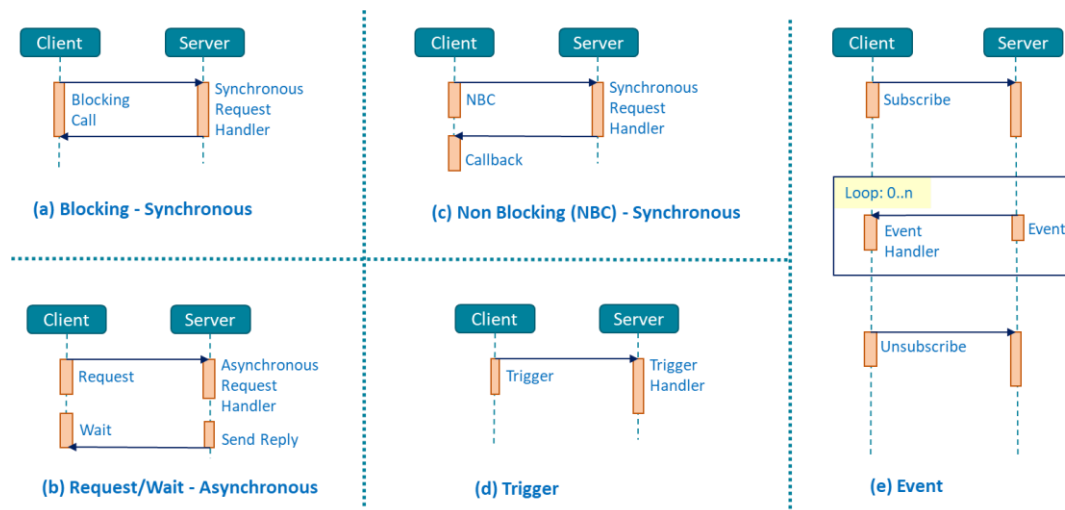 Client
Server
Blocking
Call
Synchronous
Request
Handler
(a) Blocking - Synchronous
Client
Server
NBC
Callback
Synchronous
Request
Handler
(c) Non Blocking (NBC) - Synchronous
Client
Server
Subscribe
Loop: 0..n
Event
Handler
Event
Unsubscribe
(e) Event
Client
Server
Request
Asynchronous
Request
Handler
Wait
Send Reply
(b) Request/Wait - Asynchronous
Client
Server
Trigger
Trigger
Handler
(d) Trigger